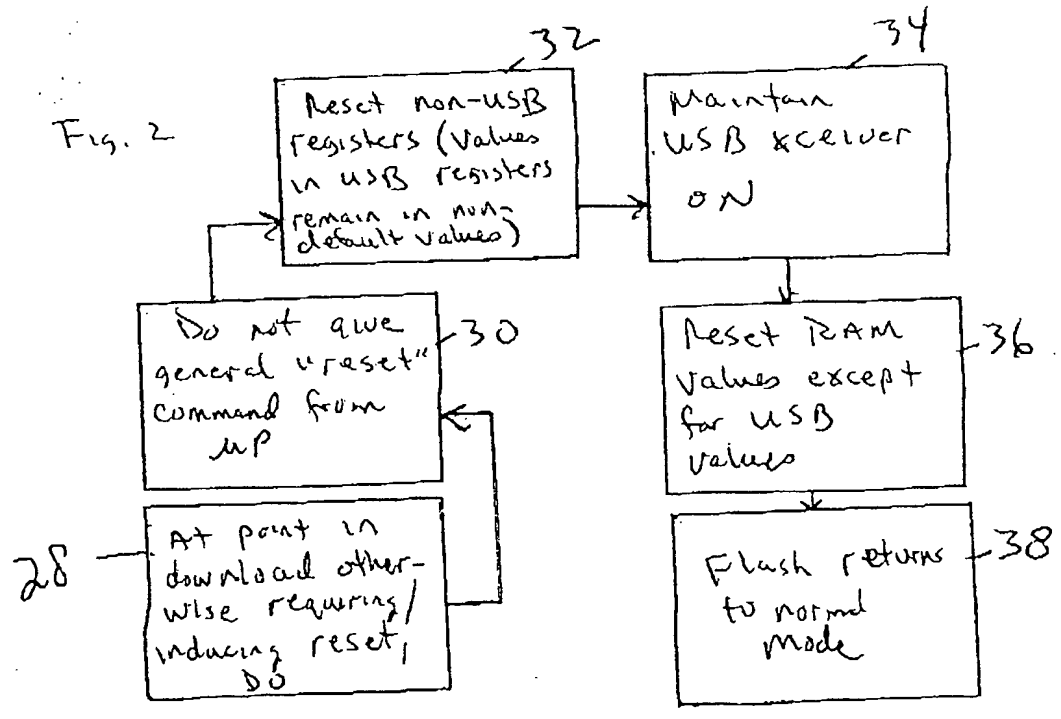 Fig. 2
32
Reset non-USB
registers (Values
in USB registers
remain in non-
default values)
34
Maintain
USB xceiver
ON
Do not give
general "reset"
command from
μP
30
Reset RAM
values except
for USB
values
36
28
At point in
download other-
wise requiring/
inducing reset,
DO
Flash returns
to normal
mode
38